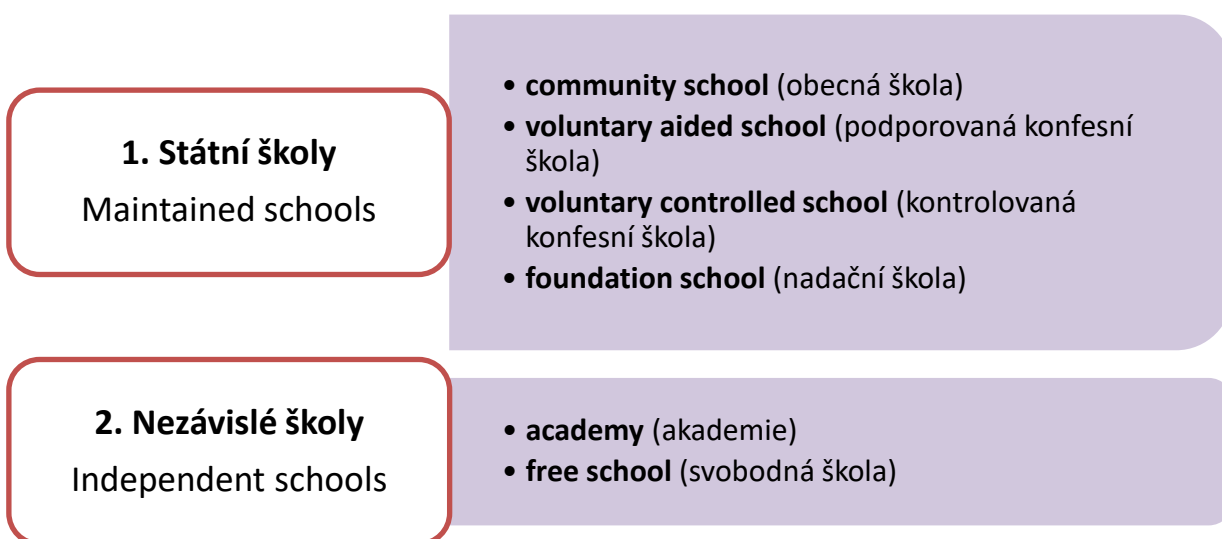 1. Státní školy
Maintained schools
• community school (obecná škola)
• voluntary aided school (podporovaná konfesní
škola)
• voluntary controlled school (kontrolovaná
konfesní škola)
• foundation school (nadační škola)
2. Nezávislé školy
Independent schools
• academy (akademie)
• free school (svobodná škola)